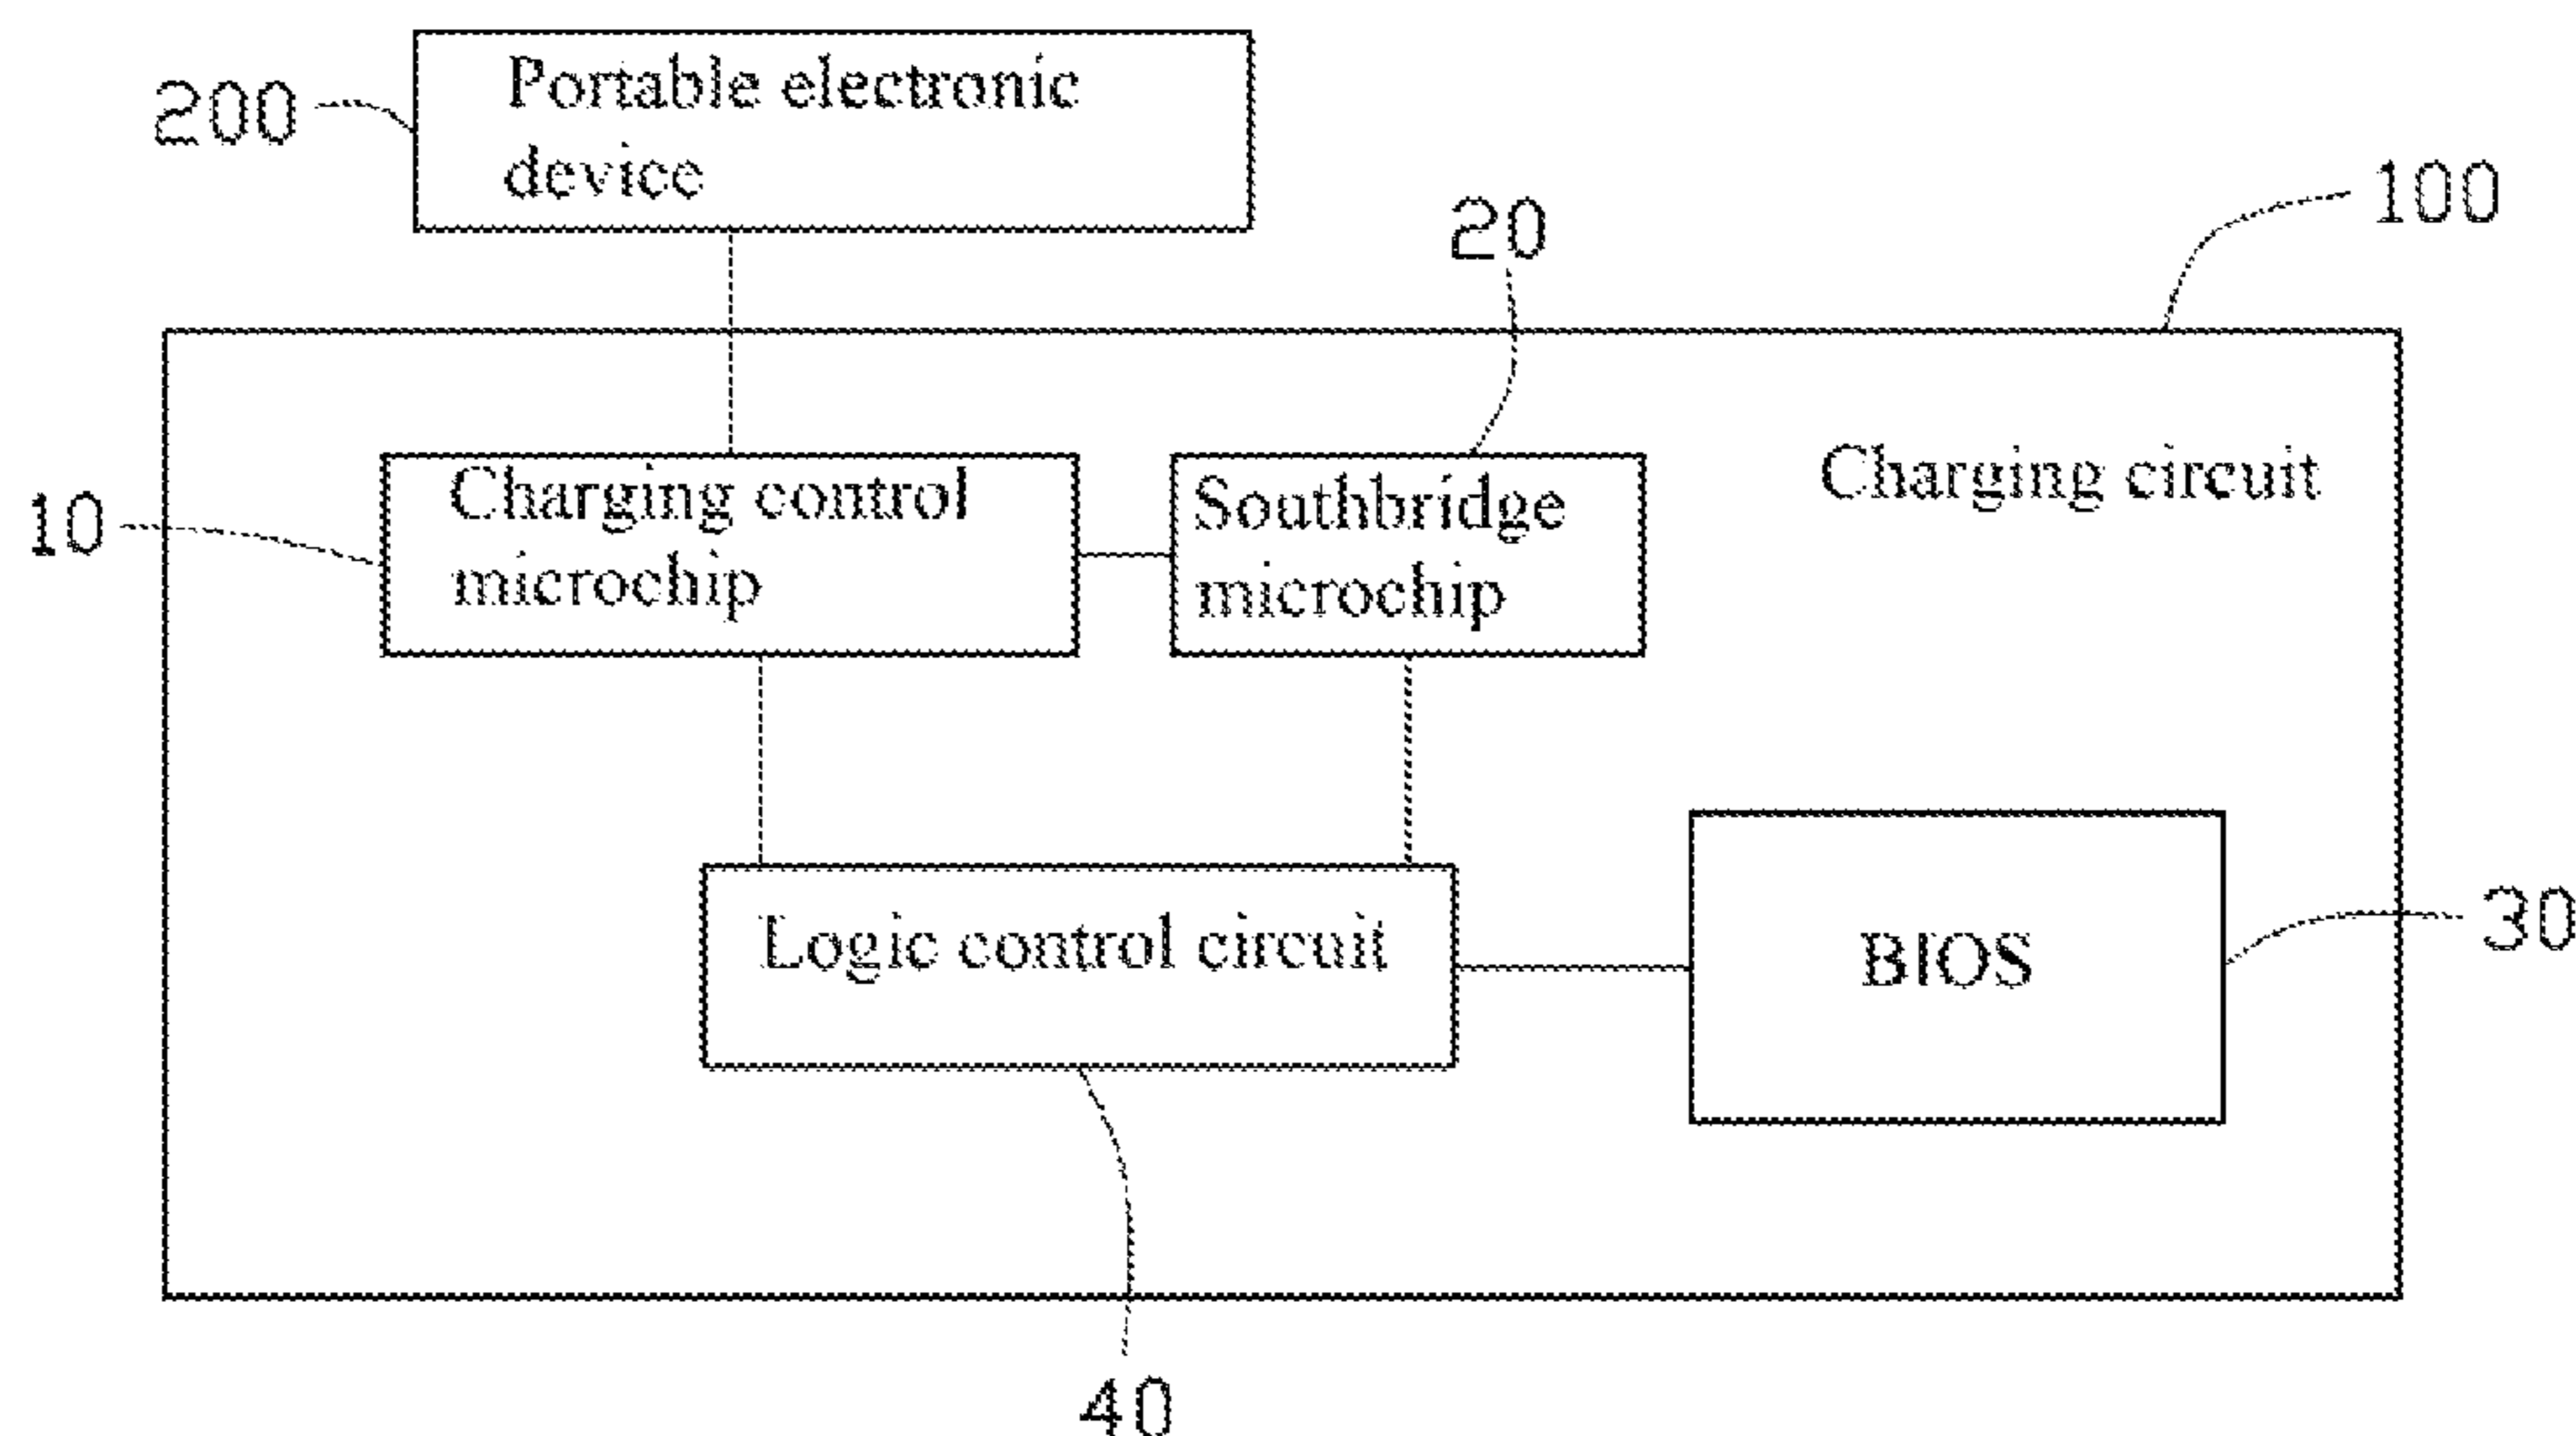 Portable electronic
device
200
100
20
Charging control
microchip
Southbridge
microchip
Charging circuit
10
Logic control circuit
BIOS
30
40